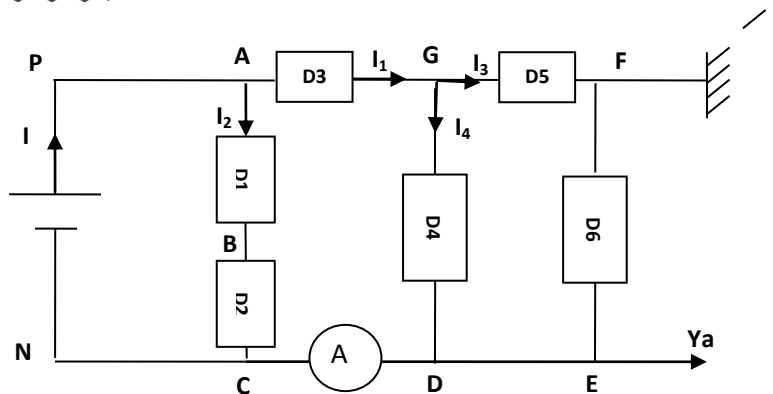 P A D3 I₁ G I₃ D5 F
I I₂ I₄
D1 D4 D6
B
D2
N A Ya
C D E